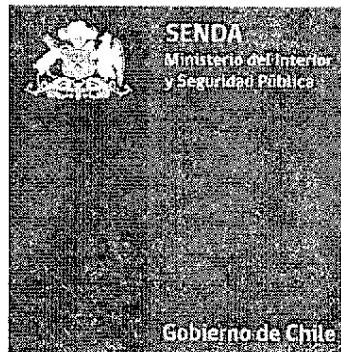 SENDA
Ministerio del Interior
y Seguridad Pública
Gobierno de Chile